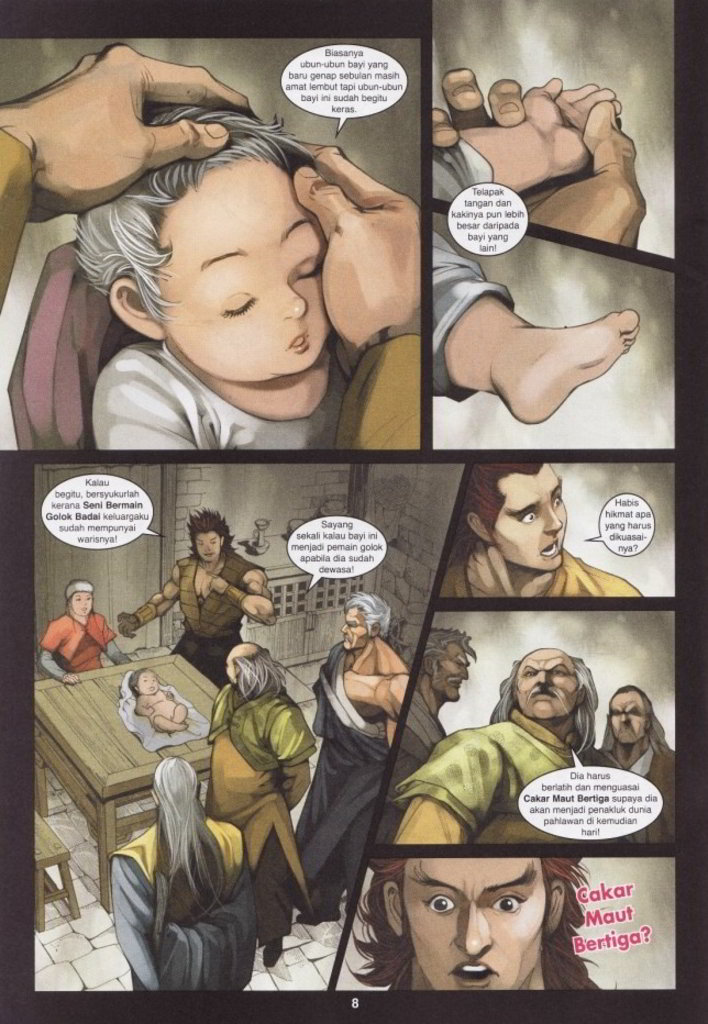 Biasanya
ubun-ubun bayi yang
baru genap sebulan masih
amat lembut tapi ubun-ubun
bayi ini sudah begitu
keras.
Telapak
tangan dan
kakinya pun lebih
besar daripada
bayi yang
lain!
Kalau
begitu, bersyukurlah
kerana Seni Bermain
Golok Badai keluargaku
sudah mempunyai
warisnya!
Sayang
sekali kalau bayi ini
menjadi pemain golok
apabila dia sudah
dewasa!
Habis
hikmat apa
yang harus
dikuasai-
nya?
Dia harus
berlatih dan menguasai
Cakar Maut Bertiga supaya dia
akan menjadi penakluk dunia
pahlawan di kemudian
hari!
Cakar
Maut
Bertiga?
8